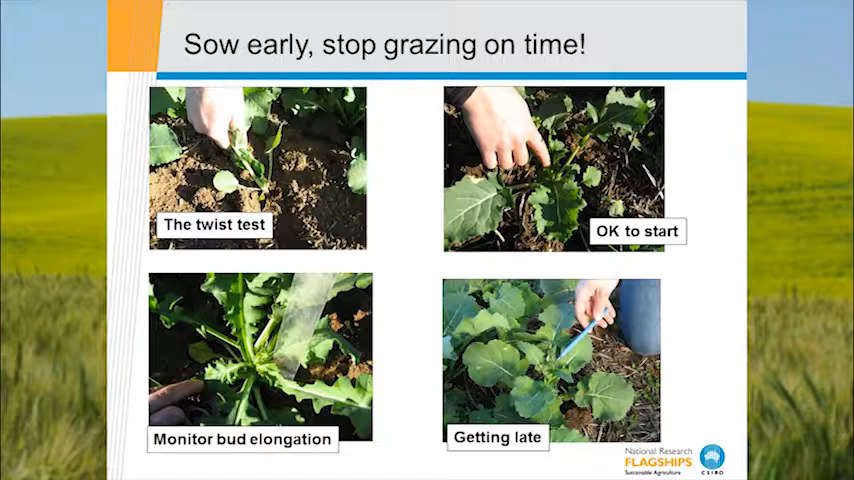 Sow early, stop grazing on time!
The twist test
OK to start
Monitor bud elongation
Getting late
National Research
FLAGSHIPS
Sustainable Agriculture
CSIRO